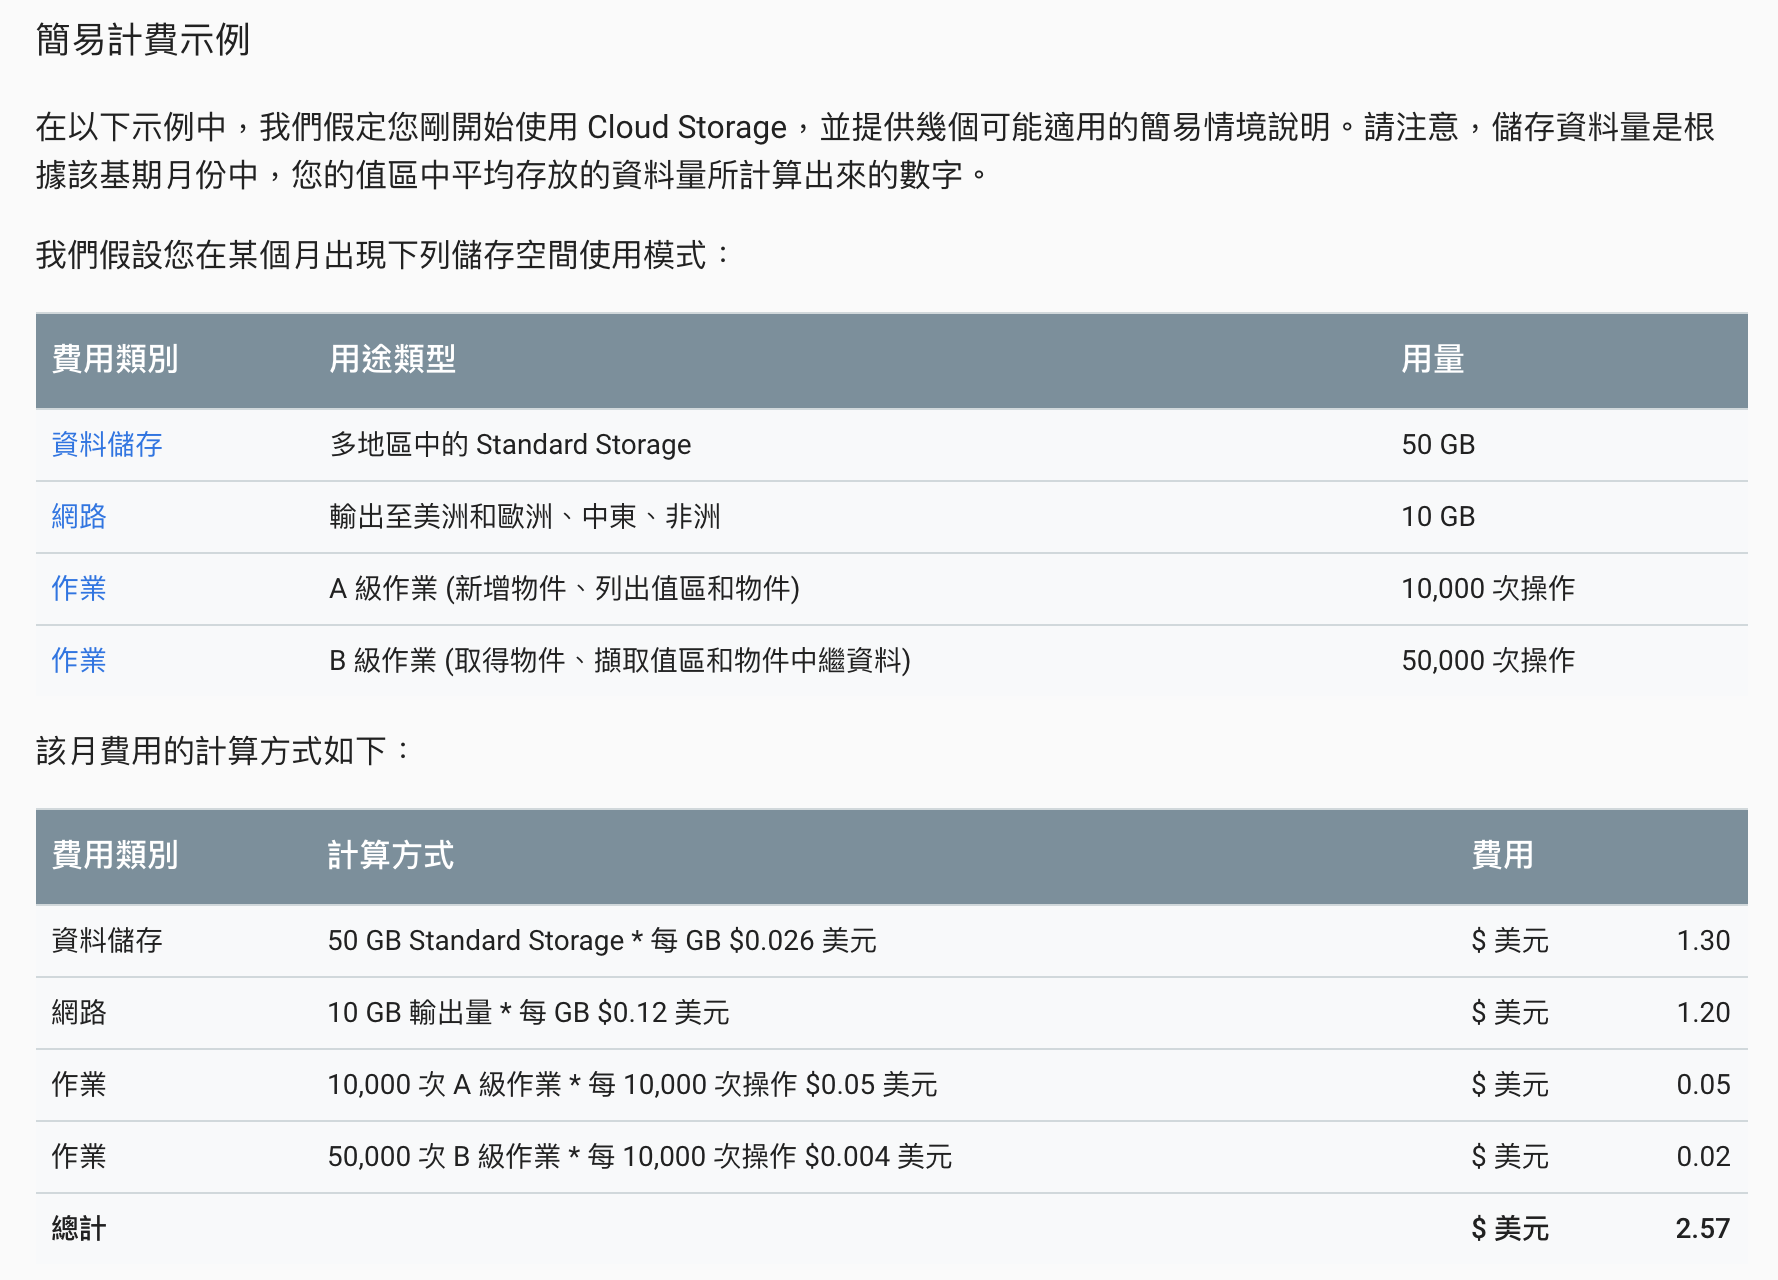 簡易計費示例
在以下示例中，我們假定您剛開始使用 Cloud Storage，並提供幾個可能適用的簡易情境說明。請注意，儲存資料量是根
據該基期月份中，您的值區中平均存放的資料量所計算出來的數字。
我們假設您在某個月出現下列儲存空間使用模式：
費用類別 用途類型 用量
資料儲存 多地區中的 Standard Storage 50 GB
網路 輸出至美洲和歐洲、中東、非洲 10 GB
作業 A 級作業 (新增物件、列出值區和物件) 10,000 次操作
作業 B 級作業 (取得物件、擷取值區和物件中繼資料) 50,000 次操作
該月費用的計算方式如下：
費用類別 計算方式 費用
資料儲存 50 GB Standard Storage * 每 GB $0.026 美元 $ 美元 1.30
網路 10 GB 輸出量 * 每 GB $0.12 美元 $ 美元 1.20
作業 10,000 次 A 級作業 * 每 10,000 次操作 $0.05 美元 $ 美元 0.05
作業 50,000 次 B 級作業 * 每 10,000 次操作 $0.004 美元 $ 美元 0.02
總計 $ 美元 2.57